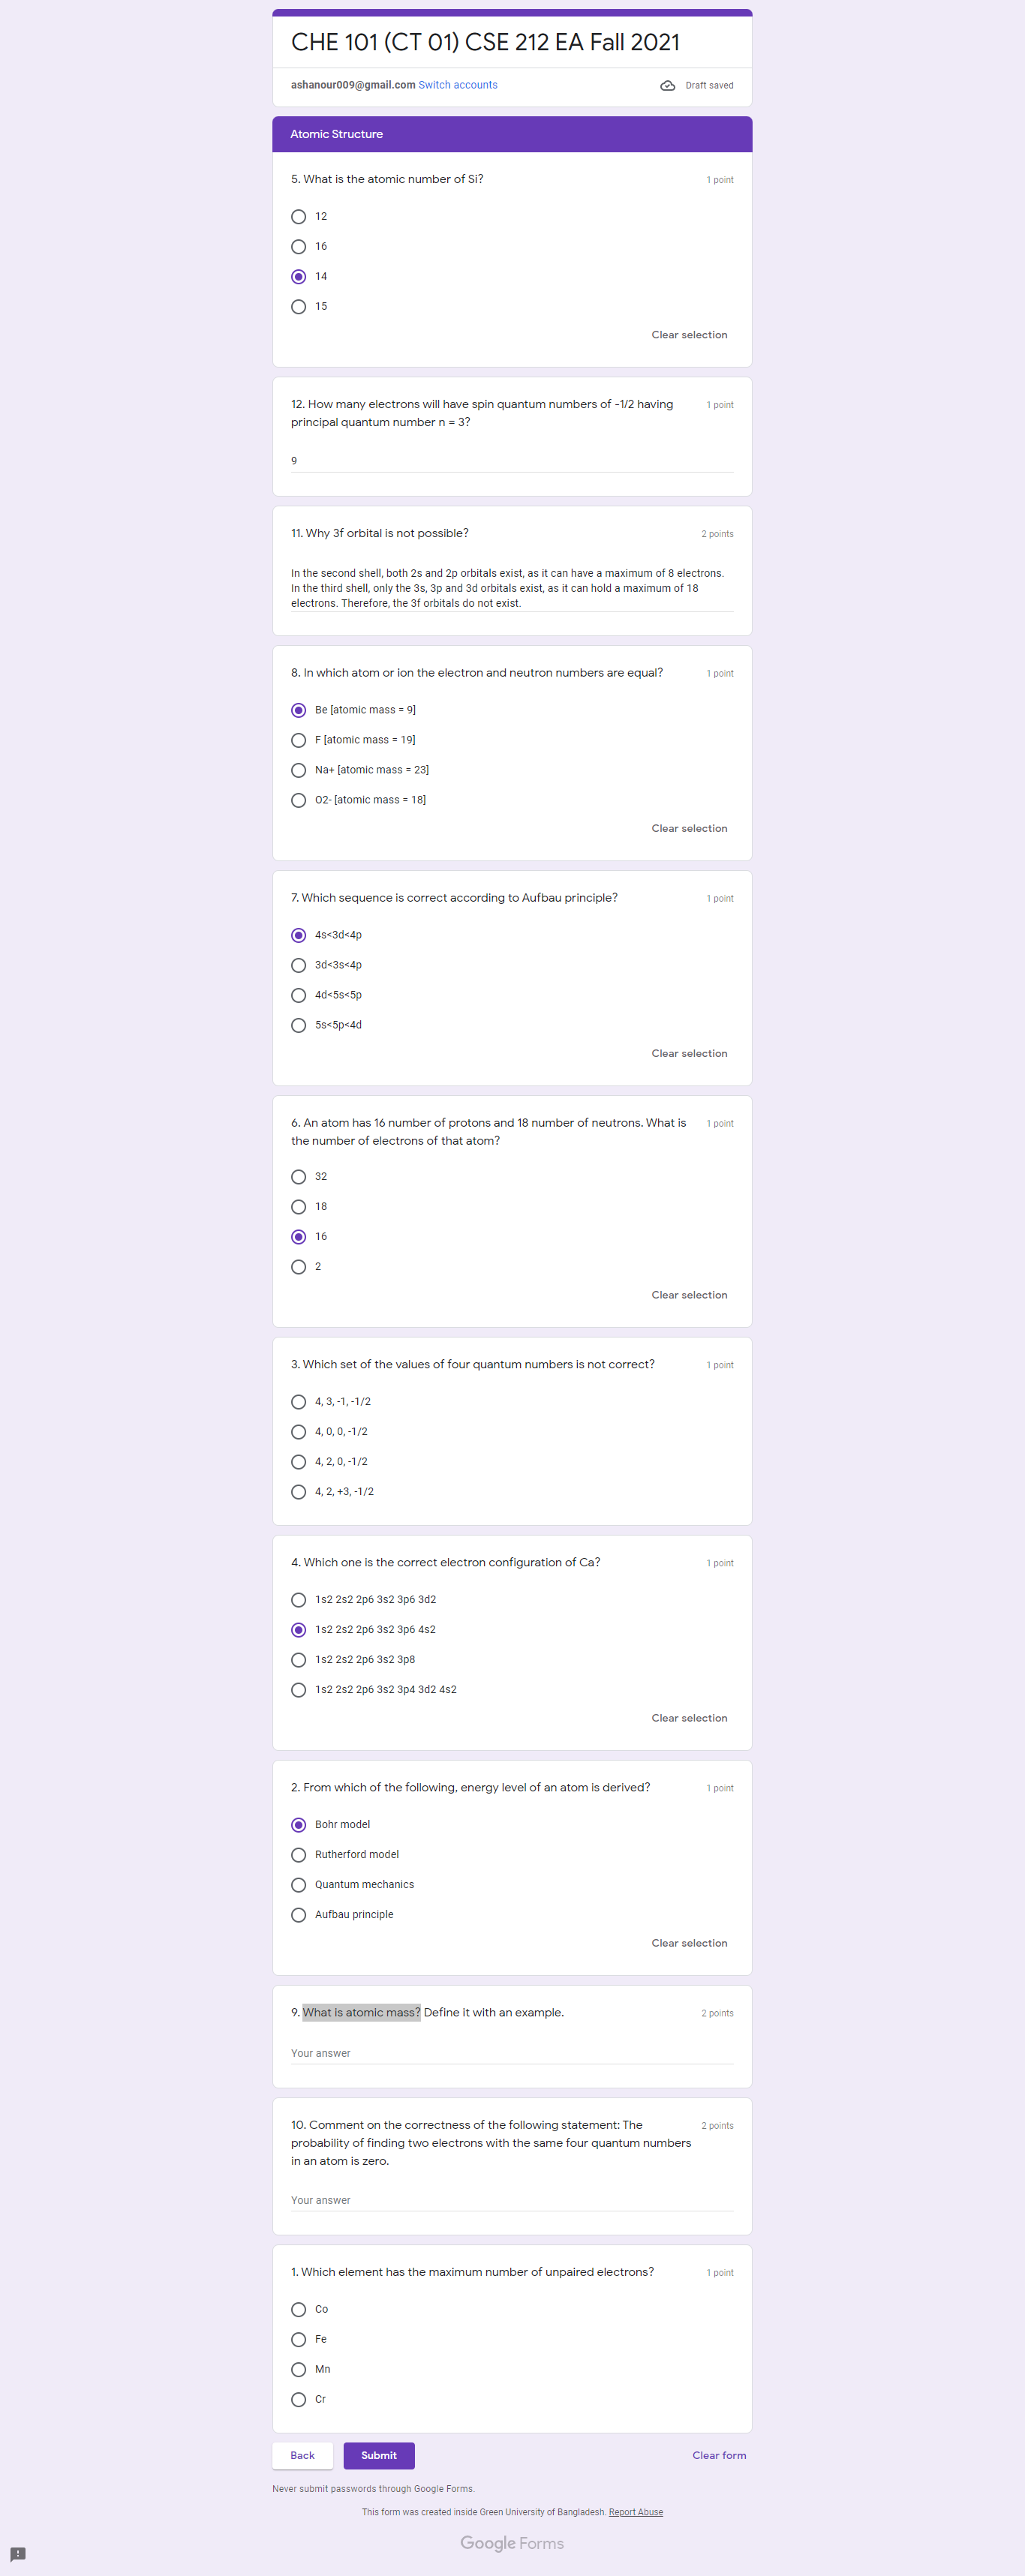 CHE 101 (CT 01) CSE 212 EA Fall 2021
ashanour009@gmail.com Switch accounts
Draft saved
Atomic Structure
5. What is the atomic number of Si?
1 point
12
16
14
15
Clear selection
12. How many electrons will have spin quantum numbers of -1/2 having
principal quantum number n = 3?
1 point
9
11. Why 3f orbital is not possible?
2 points
In the second shell, both 2s and 2p orbitals exist, as it can have a maximum of 8 electrons.
In the third shell, only the 3s, 3p and 3d orbitals exist, as it can hold a maximum of 18
electrons. Therefore, the 3f orbitals do not exist.
8. In which atom or ion the electron and neutron numbers are equal?
1 point
Be [atomic mass = 9]
F [atomic mass = 19]
Na+ [atomic mass = 23]
O2- [atomic mass = 18]
Clear selection
7. Which sequence is correct according to Aufbau principle?
1 point
4s<3d<4p
3d<3s<4p
4d<5s<5p
5s<5p<4d
Clear selection
6. An atom has 16 number of protons and 18 number of neutrons. What is
the number of electrons of that atom?
1 point
32
18
16
2
Clear selection
3. Which set of the values of four quantum numbers is not correct?
1 point
4, 3, -1, -1/2
4, 0, 0, -1/2
4, 2, 0, -1/2
4, 2, +3, -1/2
4. Which one is the correct electron configuration of Ca?
1 point
1s2 2s2 2p6 3s2 3p6 3d2
1s2 2s2 2p6 3s2 3p6 4s2
1s2 2s2 2p6 3s2 3p8
1s2 2s2 2p6 3s2 3p4 3d2 4s2
Clear selection
2. From which of the following, energy level of an atom is derived?
1 point
Bohr model
Rutherford model
Quantum mechanics
Aufbau principle
Clear selection
9. What is atomic mass? Define it with an example.
2 points
Your answer
10. Comment on the correctness of the following statement: The
probability of finding two electrons with the same four quantum numbers
in an atom is zero.
2 points
Your answer
1. Which element has the maximum number of unpaired electrons?
1 point
Co
Fe
Mn
Cr
Back
Submit
Clear form
Never submit passwords through Google Forms.
This form was created inside Green University of Bangladesh. Report Abuse
Google Forms